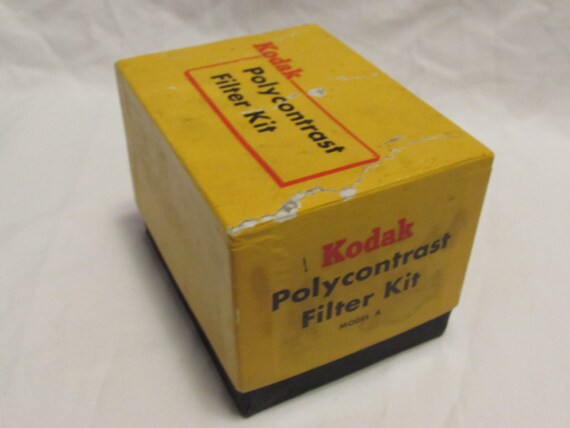 Kodak
Polycontrast
Filter Kit
Kodak
Polycontrast
Filter Kit
MODEL A